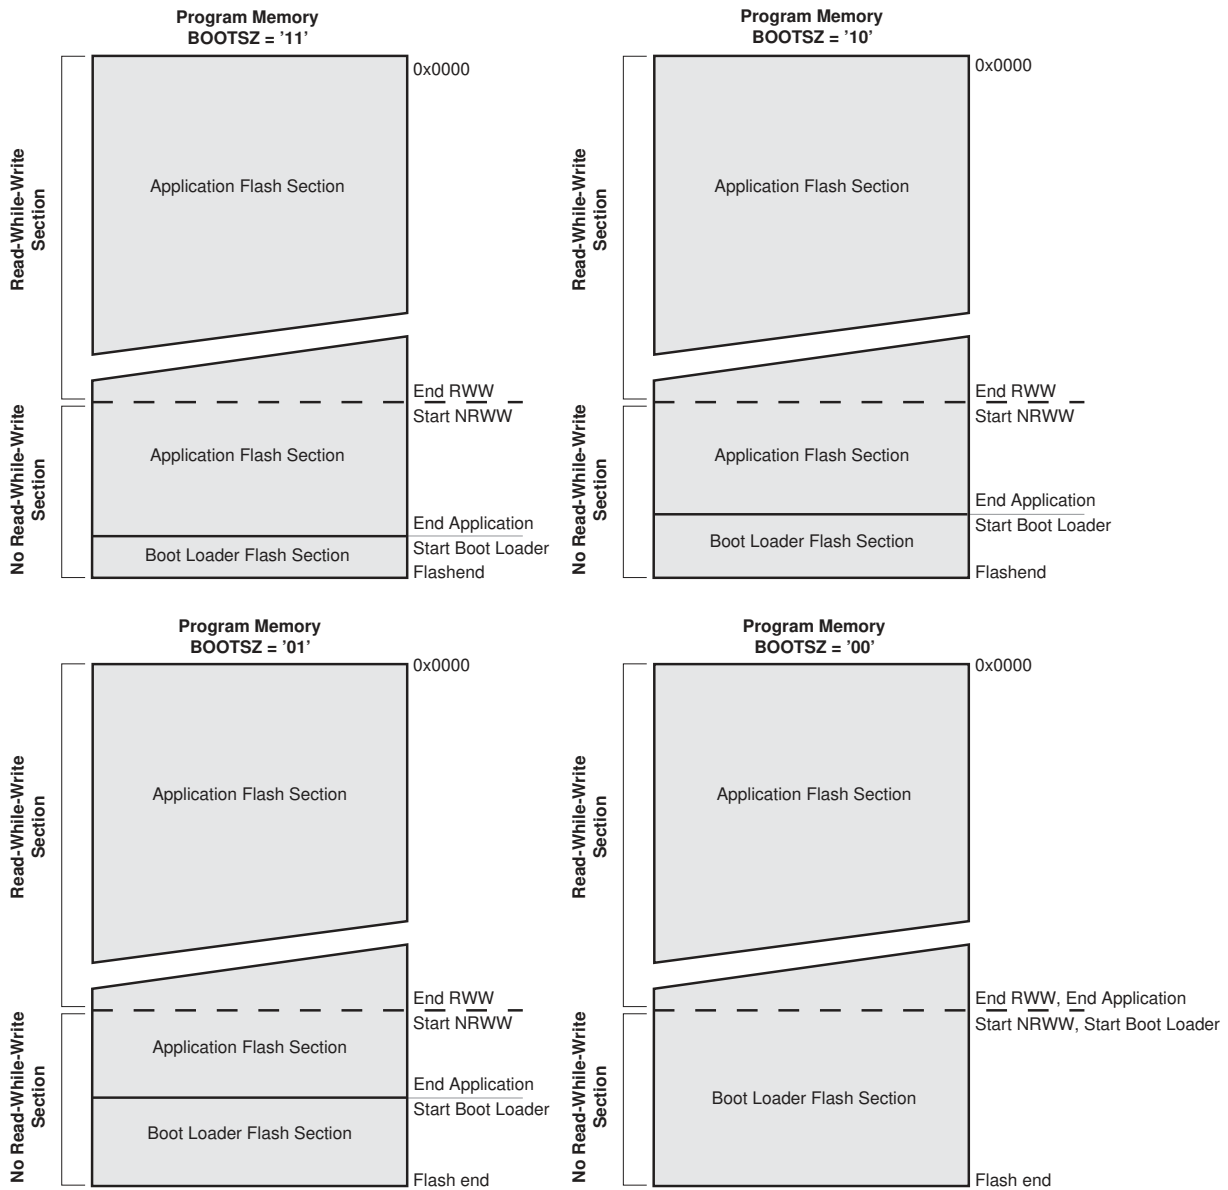 Program Memory
BOOTSZ = '11'
0x0000
Read-While-Write
Section
Application Flash Section
End RWW
Start NRWW
No Read-While-Write
Section
Application Flash Section
End Application
Start Boot Loader
Boot Loader Flash Section
Flashend
Program Memory
BOOTSZ = '10'
0x0000
Read-While-Write
Section
Application Flash Section
End RWW
Start NRWW
No Read-While-Write
Section
Application Flash Section
End Application
Start Boot Loader
Boot Loader Flash Section
Flashend
Program Memory
BOOTSZ = '01'
0x0000
Read-While-Write
Section
Application Flash Section
End RWW
Start NRWW
No Read-While-Write
Section
Application Flash Section
End Application
Start Boot Loader
Boot Loader Flash Section
Flash end
Program Memory
BOOTSZ = '00'
0x0000
Read-While-Write
Section
Application Flash Section
End RWW, End Application
Start NRWW, Start Boot Loader
No Read-While-Write
Section
Boot Loader Flash Section
Flash end